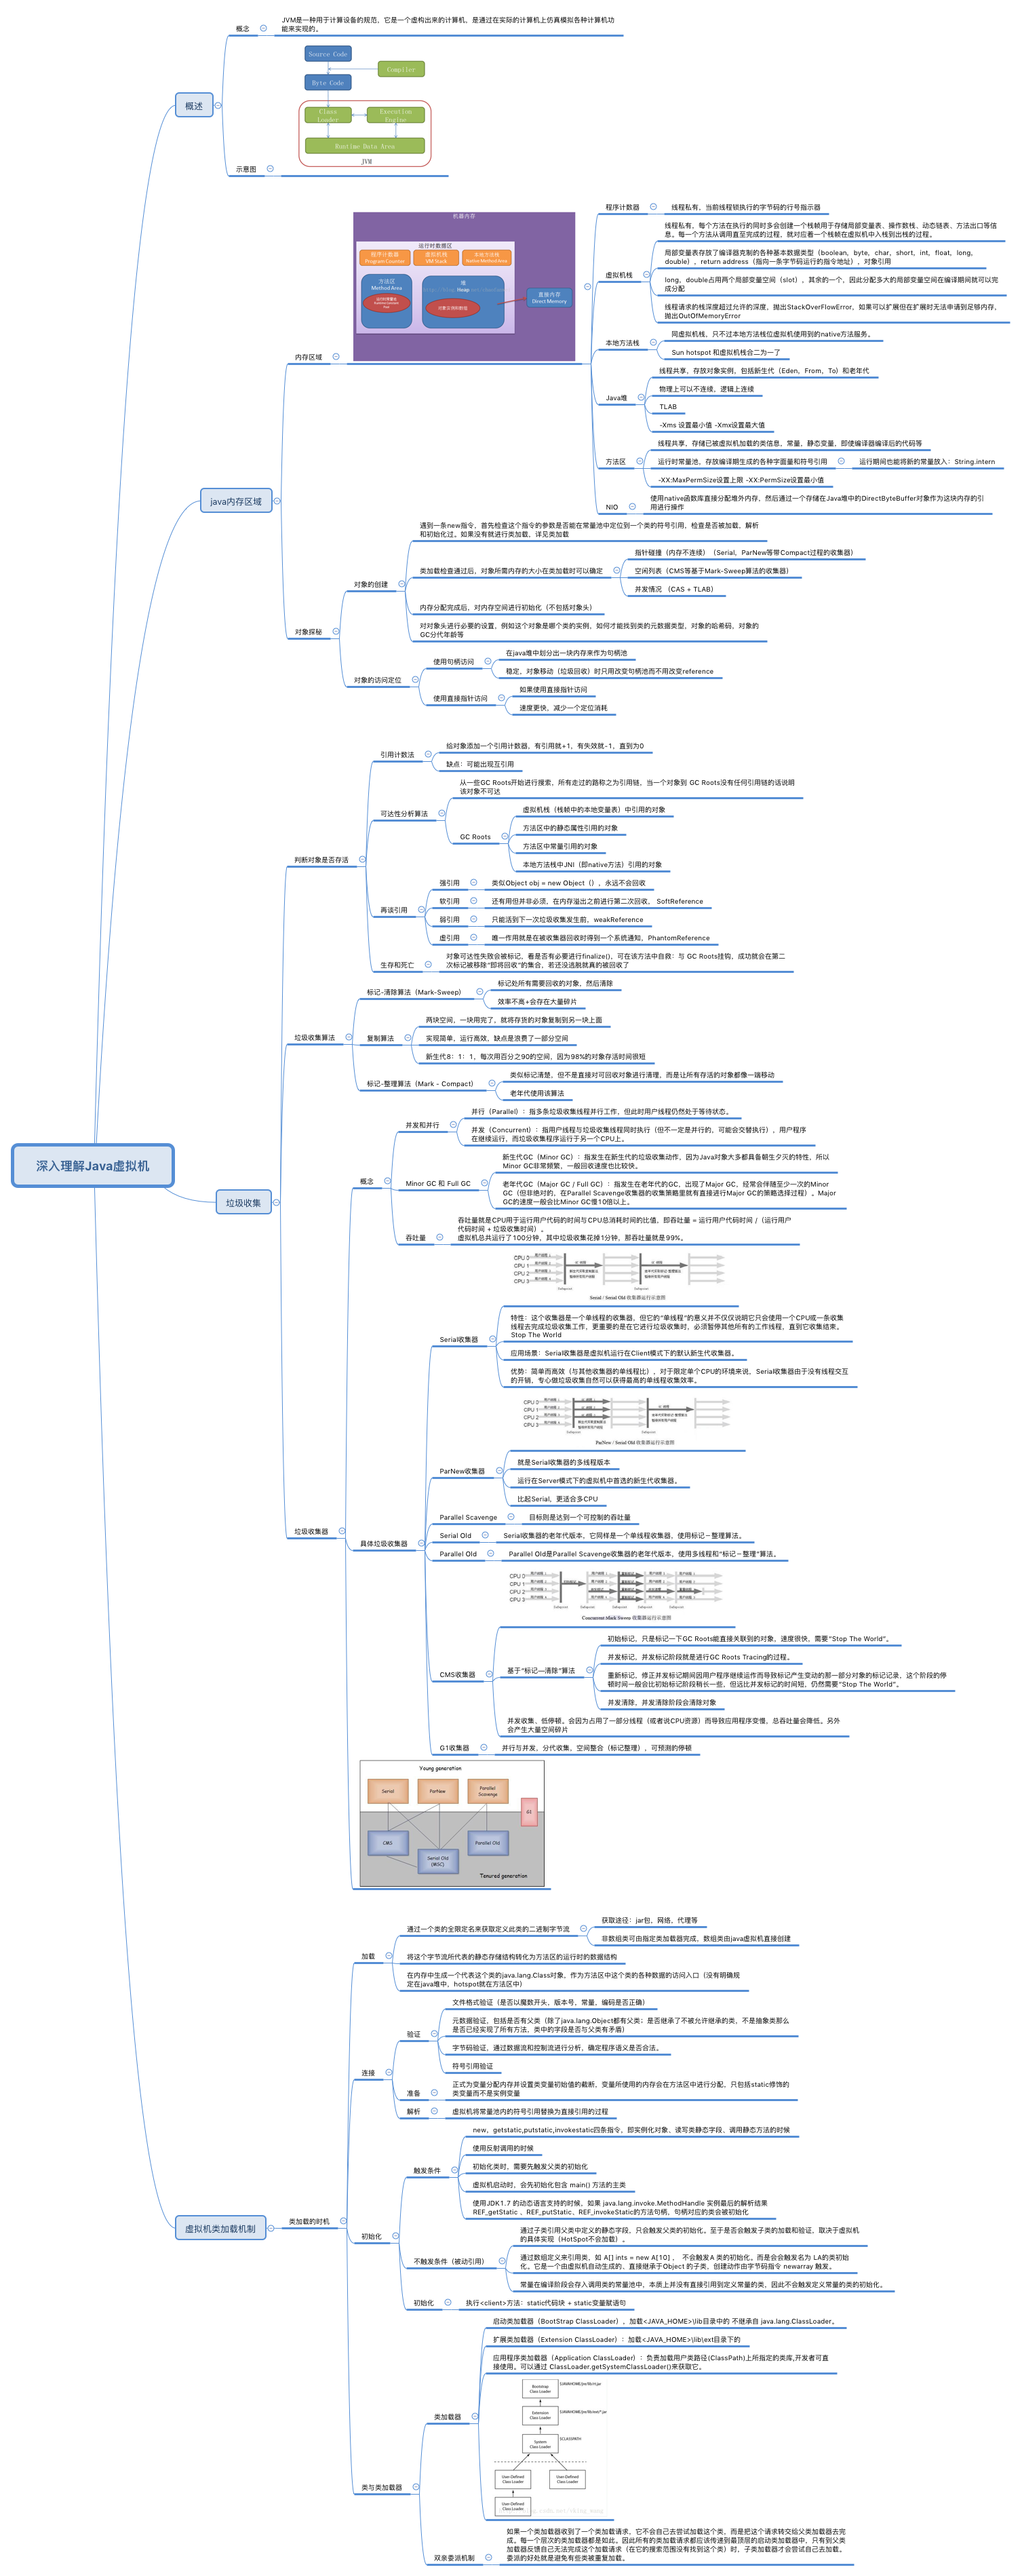 JVM是一种用于计算设备的规范，它是一个虚构出来的计算机，是通过在实际的计算机上仿真模拟各种计算机功
能来实现的。
概念
Source Code
Compiler
Byte Code
概述
Class
Loader
Execution
Engine
Runtime Data Area
JVM
示意图
机器内存
运行时数据区
程序计数器
Program Counter
虚拟机栈
VM Stack
本地方法栈
Native Method Area
方法区
Method Area
堆
Heap
直接内存
Direct Memory
内存区域
程序计数器
线程私有，当前线程锁执行的字节码的行号指示器
线程私有，每个方法在执行的同时多会创建一个栈帧用于存储局部变量表，操作数栈、动态链表、方法出口等信
息。每一个方法从调用直至完成的过程，就对应着一个栈帧在虚拟机中入栈到出栈的过程。
局部变量表存放了编译器克制的各种基本数据类型（boolean，byte，char，short，int，float，long，
double）、return address（指向一条字节码运行的指令地址），对象引用
虚拟机栈
long，double占用两个局部变量空间（slot），其余的一个，因此分配多大的局部变量空间在编译期间就可以完
成分配
线程请求的栈深度超过允许的深度，抛出StackOverFlowError，如果可以扩展但在扩展时无法申请到足够内存，
抛出OutOfMemoryError
本地方法栈
同虚拟机栈，只不过本地方法栈位虚拟机使用到的native方法服务。
Sun hotspot 和虚拟机栈合二为一了
Java堆
线程共享，存放对象实例，包括新生代（Eden，From，To）和老年代
物理上可以不连续，逻辑上连续
TLAB
-Xms 设置最小值 -Xmx设置最大值
方法区
线程共享，存储已被虚拟机加载的类信息，常量，静态变量，即使编译器编译后的代码等
运行时常量池，存放编译期生成的各种字面量和符号引用
运行期间也能将新的常量放入：String.intern
-XX:MaxPermSize设置上限 -XX:PermSize设置最小值
NIO
使用native函数库直接分配堆外内存，然后通过一个存储在Java堆中的DirectByteBuffer对象作为这块内存的引
用进行操作
java内存区域
对象探秘
对象的创建
遇到一条new指令，首先检查这个指令的参数是否能在常量池中定位到一个类的符号引用，检查是否被加载，解析
和初始化过。如果没有就进行类加载，详见类加载
类加载检查通过后，对象所需内存的大小在类加载时可以确定
指针碰撞（内存不连续）（Serial，ParNew等带Compact过程的收集器）
空闲列表（CMS等基于Mark-Sweep算法的收集器）
并发情况 （CAS + TLAB）
内存分配完成后，对内存空间进行初始化（不包括对象头）
对对象头进行必要的设置，例如这个对象是哪个类的实例，如何才能找到类的元数据类型，对象的哈希码，对象的
GC分代年龄等
对象的访问定位
使用句柄访问
在java堆中划分出一块内存来作为句柄池
稳定，对象移动（垃圾回收）时只用改变句柄池而不用改变reference
使用直接指针访问
如果使用直接指针访问
速度更快，减少一个定位消耗
判断对象是否存活
引用计数法
给对象添加一个引用计数器，有引用就+1，有失效就-1，直到为0
缺点：可能出现互引用
可达性分析算法
从一些GC Roots开始进行搜索，所有走过的路称之为引用链，当一个对象到 GC Roots没有任何引用链的话说明
该对象不可达
GC Roots
虚拟机栈（栈帧中的本地变量表）中引用的对象
方法区中的静态属性引用的对象
方法区中常量引用的对象
本地方法栈中JNI（即native方法）引用的对象
再谈引用
强引用
类似Object obj = new Object（），永远不会回收
软引用
还有用但并非必须，在内存溢出之前进行第二次回收， SoftReference
弱引用
只能活到下一次垃圾收集发生前，weakReference
虚引用
唯一作用就是在被收集器回收时得到一个系统通知，PhantomReference
生存和死亡
对象可达性失败会被标记，看是否有必要进行finalize()，可在该方法中自救：与 GC Roots挂钩，成功就会在第二
次标记被移除“即将回收”的集合，若还没逃脱就真的被回收了
垃圾收集算法
标记-清除算法（Mark-Sweep）
标记处所有需要回收的对象，然后清除
效率不高+会存在大量碎片
复制算法
两块空间，一块用完了，就将存货的对象复制到另一块上面
实现简单，运行高效，缺点是浪费了一部分空间
新生代8：1：1，每次用百分之90的空间，因为98%的对象存活时间很短
标记-整理算法（Mark - Compact）
类似标记清楚，但不是直接对可回收对象进行清理，而是让所有存活的对象都像一端移动
老年代使用该算法
深入理解Java虚拟机
垃圾收集
垃圾收集器
概念
并发和并行
并行（Parallel）：指多条垃圾收集线程并行工作，但此时用户线程仍然处于等待状态。
并发（Concurrent）：指用户线程与垃圾收集线程同时执行（但不一定是并行的，可能会交替执行），用户程序
在继续运行，而垃圾收集程序运行于另一个CPU上。
Minor GC 和 Full GC
新生代GC（Minor GC）：指发生在新生代的垃圾收集动作，因为Java对象大多都具备朝生夕灭的特性，所以
Minor GC非常频繁，一般回收速度也比较快。
老年代GC（Major GC / Full GC）：指发生在老年代的GC，出现了Major GC，经常会伴随至少一次的Minor
GC（但非绝对的，在Parallel Scavenge收集器的收集策略里就有直接进行Major GC的策略选择过程）。Major
GC的速度一般会比Minor GC慢10倍以上。
吞吐量
吞吐量就是CPU用于运行用户代码的时间与CPU总消耗时间的比值，即吞吐量 = 运行用户代码时间 /（运行用户
代码时间 + 垃圾收集时间）。
虚拟机总共运行了100分钟，其中垃圾收集花掉1分钟，那吞吐量就是99%。
具体垃圾收集器
CPU 0
CPU 1
CPU 2
CPU 3
Safepoint
Safepoint
Serial / Serial Old 收集器运行示意图
Serial收集器
特性：这个收集器是一个单线程的收集器，但它的“单线程”的意义并不仅仅说明它只会使用一个CPU或一条收集
线程去完成垃圾收集工作，更重要的是在它进行垃圾收集时，必须暂停其他所有的工作线程，直到它收集结束。
Stop The World
应用场景：Serial收集器是虚拟机运行在Client模式下的默认新生代收集器。
优势：简单而高效（与其他收集器的单线程比），对于限定单个CPU的环境来说，Serial收集器由于没有线程交互
的开销，专心做垃圾收集自然可以获得最高的单线程收集效率。
CPU 0
CPU 1
CPU 2
CPU 3
Safepoint
Safepoint
ParNew / Serial Old 收集器运行示意图
ParNew收集器
就是Serial收集器的多线程版本
运行在Server模式下的虚拟机中首选的新生代收集器。
比起Serial，更适合多CPU
Parallel Scavenge
目标则是达到一个可控制的吞吐量
Serial Old
Serial收集器的老年代版本，它同样是一个单线程收集器，使用标记－整理算法。
Parallel Old
Parallel Old是Parallel Scavenge收集器的老年代版本，使用多线程和“标记－整理”算法。
CPU 0
CPU 1
CPU 2
CPU 3
Safepoint
Safepoint
Safepoint
Safepoint
Concurrent Mark Sweep 收集器运行示意图
CMS收集器
基于“标记—清除”算法
初始标记，只是标记一下GC Roots能直接关联到的对象，速度很快，需要“Stop The World”。
并发标记，并发标记阶段就是进行GC Roots Tracing的过程。
重新标记，修正并发标记期间因用户程序继续运作而导致标记产生变动的那一部分对象的标记记录，这个阶段的停
顿时间一般会比初始标记阶段稍长一些，但远比并发标记的时间短，仍然需要“Stop The World”。
并发清除，并发清除阶段会清除对象
并发收集、低停顿。会因为占用了一部分线程（或者说CPU资源）而导致应用程序变慢，总吞吐量会降低。另外
会产生大量空间碎片
G1收集器
并行与并发，分代收集，空间整合（标记整理），可预测的停顿
Young generation
Serial
ParNew
Parallel
Scavenge
G1
CMS
Serial Old
(MSC)
Parallel Old
Tenured generation
虚拟机类加载机制
类加载的时机
加载
通过一个类的全限定名来获取定义此类的二进制字节流
获取途径：jar包，网络，代理等
非数组类可由指定类加载器完成，数组类由java虚拟机直接创建
将这个字节流所代表的静态存储结构转化为方法区的运行时的数据结构
在内存中生成一个代表这个类的java.lang.Class对象，作为方法区中这个类的各种数据的访问入口（没有明确规
定在java堆中，hotspot就在方法区中）
连接
验证
文件格式验证（是否以魔数开头，版本号，常量，编码是否正确）
元数据验证，包括是否有父类（除了java.lang.Object都有父类；是否继承了不被允许继承的类，不是抽象类那么
是否已经实现了所有方法，类中的字段是否与父类有矛盾）
字节码验证，通过数据流和控制流进行分析，确定程序语义是否合法。
符号引用验证
准备
正式为变量分配内存并设置类变量初始值的截断，变量所使用的内存会在方法区中进行分配，只包括static修饰的
类变量而不是实例变量
解析
虚拟机将常量池内的符号引用替换为直接引用的过程
初始化
触发条件
new，getstatic,putstatic,invokestatic四条指令，即实例化对象、读写类静态字段、调用静态方法的时候
使用反射调用的时候
初始化类时，需要先触发父类的初始化
虚拟机启动时，会先初始化包含 main() 方法的主类
使用JDK1.7 的动态语言支持的时候，如果 java.lang.invoke.MethodHandle 实例最后的解析结果
REF_getStatic 、REF_putStatic、REF_invokeStatic的方法句柄，句柄对应的类会被初始化
不触发条件（被动引用）
通过子类引用父类中定义的静态字段，只会触发父类的初始化。至于是否会触发子类的加载和验证，取决于虚拟机
的具体实现（HotSpot不会加载）。
通过数组定义来引用类，如 A[] ints = new A[10] ， 不会触发A 类的初始化。而是会会触发名为 LA的类初始
化。它是一个由虚拟机自动生成的、直接继承于Object 的子类，创建动作由字节码指令 newarray 触发。
常量在编译阶段会存入调用类的常量池中，本质上并没有直接引用到定义常量的类，因此不会触发定义常量的类的初始化。
初始化
执行<client>方法：static代码块 + static变量赋语句
类与类加载器
类加载器
启动类加载器（BootStrap ClassLoader），加载<JAVA_HOME>\lib目录中的 不继承自 java.lang.ClassLoader。
扩展类加载器（Extension ClassLoader）：加载<JAVA_HOME>\lib\ext目录下的
应用程序类加载器（Application ClassLoader）：负责加载用户类路径(ClassPath)上所指定的类库,开发者可直
接使用。可以通过 ClassLoader.getSystemClassLoader()来获取它。
Bootstrap
Class Loader
Extension
Class Loader
System
Class Loader
$CLASSPATH
User-Defined
Class Loader
User-Defined
Class Loader
User-Defined
Class Loader
双亲委派机制
如果一个类加载器收到了一个类加载请求，它不会自己去尝试加载这个类，而是把这个请求转交给父类加载器去完
成。每一个层次的类加载器都是如此。因此所有的类加载请求都应该传递到最顶层的启动类加载器中，只有到父类
加载器反馈自己无法完成这个加载请求（在它的搜索范围没有找到这个类）时，子类加载器才会尝试自己去加载。
委派的好处就是避免有些类被重复加载。